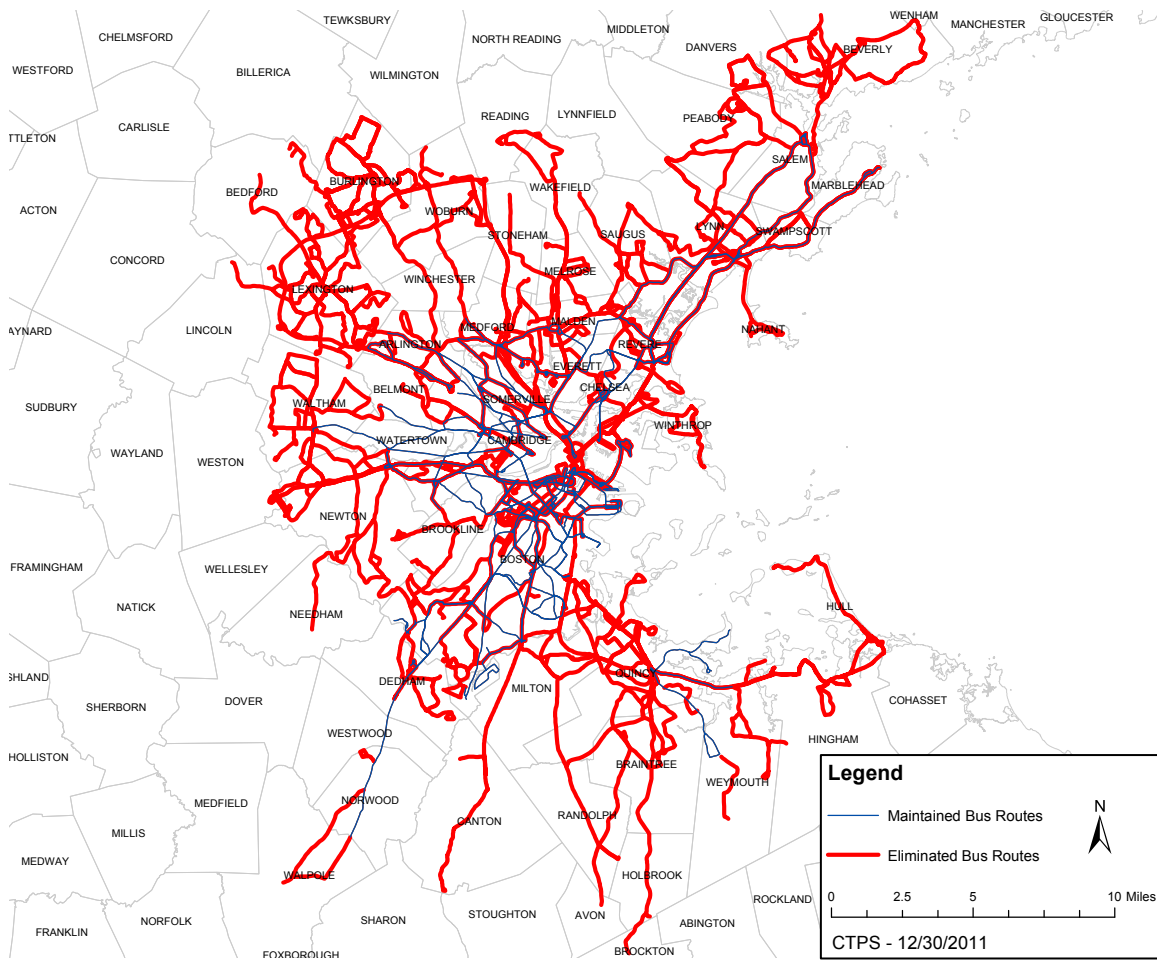 TEWKSBURY
WENHAM
GLOUCESTER
MANCHESTER
CHELMSFORD
NORTH READING
MIDDLETON
DANVERS
BEVERLY
WESTFORD
BILLERICA
WILMINGTON
READING
LYNNFIELD
PEABODY
CARLISLE
TTLETON
SALEM
BURLINGTON
MARBLEHEAD
BEDFORD
WAKEFIELD
ACTON
WOBURN
STONEHAM
SAUGUS
LYNN
SWAMPSCOTT
CONCORD
MELROSE
WINCHESTER
LEXINGTON
AYNARD
LINCOLN
MEDFORD
MALDEN
NAHANT
ARLINGTON
REVERE
EVERETT
BELMONT
CHELSEA
SUDBURY
WALTHAM
SOMERVILLE
WINTHROP
WATERTOWN
CAMBRIDGE
WAYLAND
WESTON
NEWTON
BROOKLINE
BOSTON
FRAMINGHAM
WELLESLEY
NATICK
NEEDHAM
HULL
SHLAND
DEDHAM
MILTON
QUINCY
COHASSET
SHERBORN
DOVER
WESTWOOD
HINGHAM
HOLLISTON
BRAINTREE
WEYMOUTH
MEDFIELD
NORWOOD
MILLIS
CANTON
RANDOLPH
MEDWAY
WALPOLE
HOLBROOK
ROCKLAND
NORFOLK
SHARON
STOUGHTON
AVON
ABINGTON
FRANKLIN
FOXBOROUGH
BROCKTON
Legend
Maintained Bus Routes
N
Eliminated Bus Routes
0 2.5 5 10 Miles
CTPS - 12/30/2011